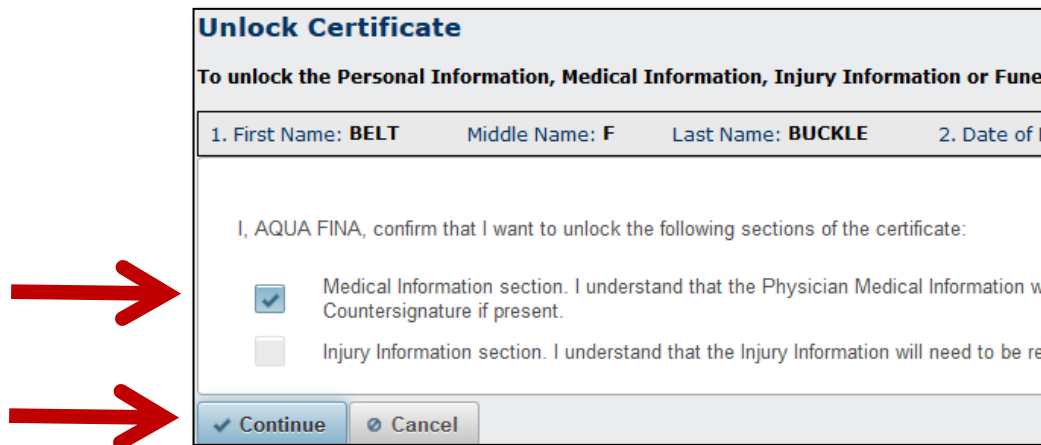 Unlock Certificate
To unlock the Personal Information, Medical Information, Injury Information or
1. First Name: BELT Middle Name: F Last Name: BUCKLE 2. Date of
I, AQUA FINA, confirm that I want to unlock the following sections of the certificate:
Medical Information section. I understand that the Physician Medical Information
Countersignature if present.
Injury Information section. I understand that the Injury Information will need to be
Continue Cancel